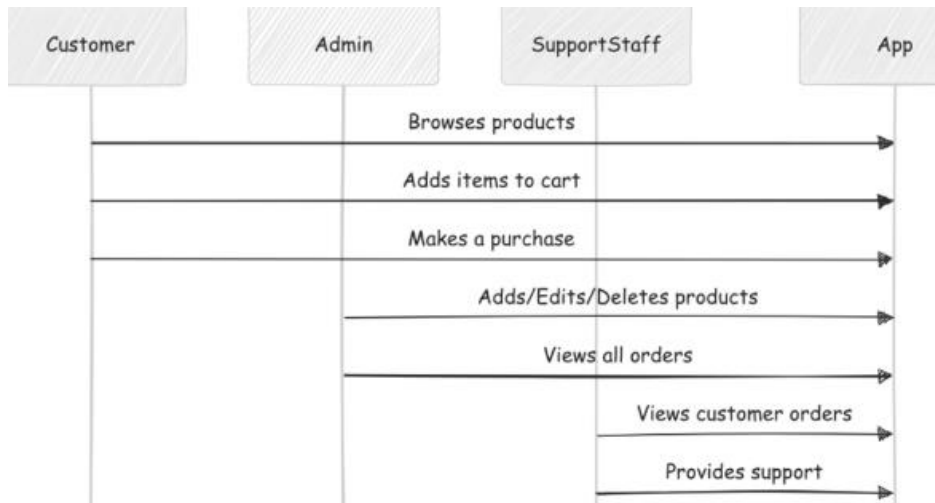 Customer
Admin
SupportStaff
App
Browses products
Adds items to cart
Makes a purchase
Adds/Edits/Deletes products
Views all orders
Views customer orders
Provides support